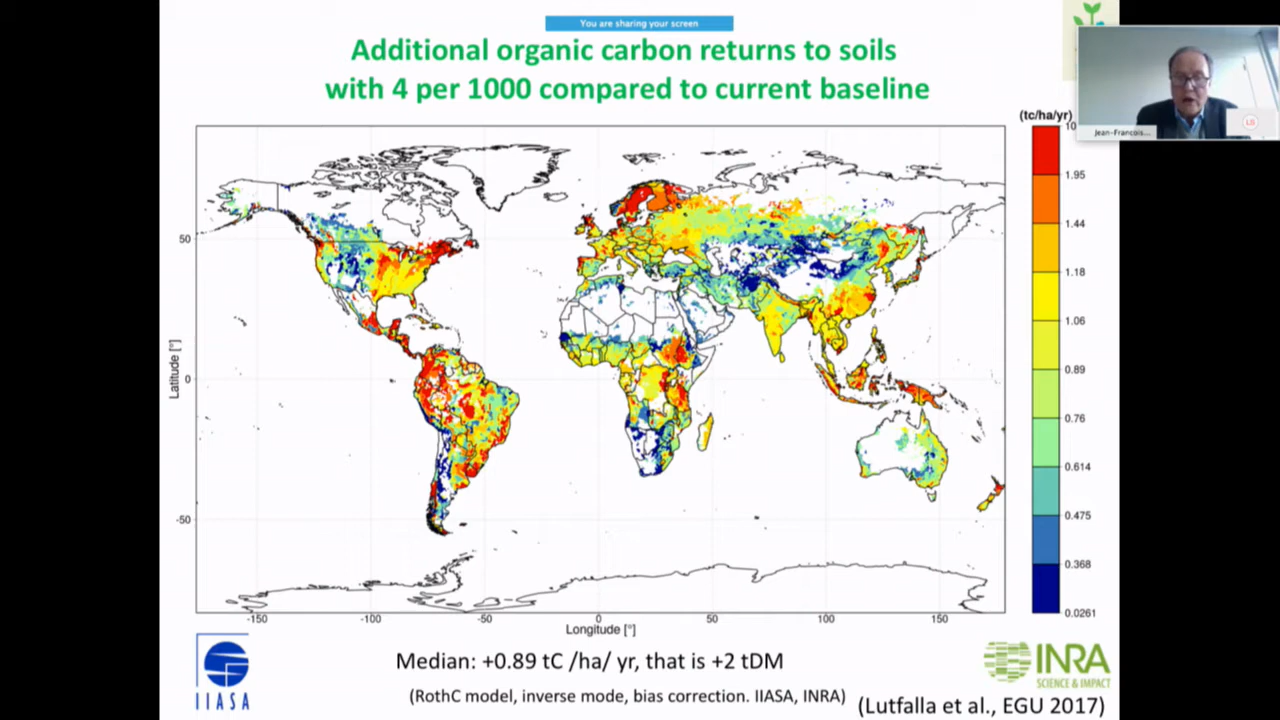 You are sharing your screen
Additional organic carbon returns to soils
with 4 per 1000 compared to current baseline
(tc/ha/yr)
10
Jean-Francois...
LS
1.95
1.44
1.18
1.06
0.89
0.76
0.614
0.475
0.368
0.0261
50
0
-50
Latitude [°]
-150
-100
-50
0
50
100
150
Longitude [°]
Median: +0.89 tC /ha/ yr, that is +2 tDM
(RothC model, inverse mode, bias correction. IIASA, INRA)
(Lutfalla et al., EGU 2017)
IIASA
INRA
SCIENCE & IMPACT